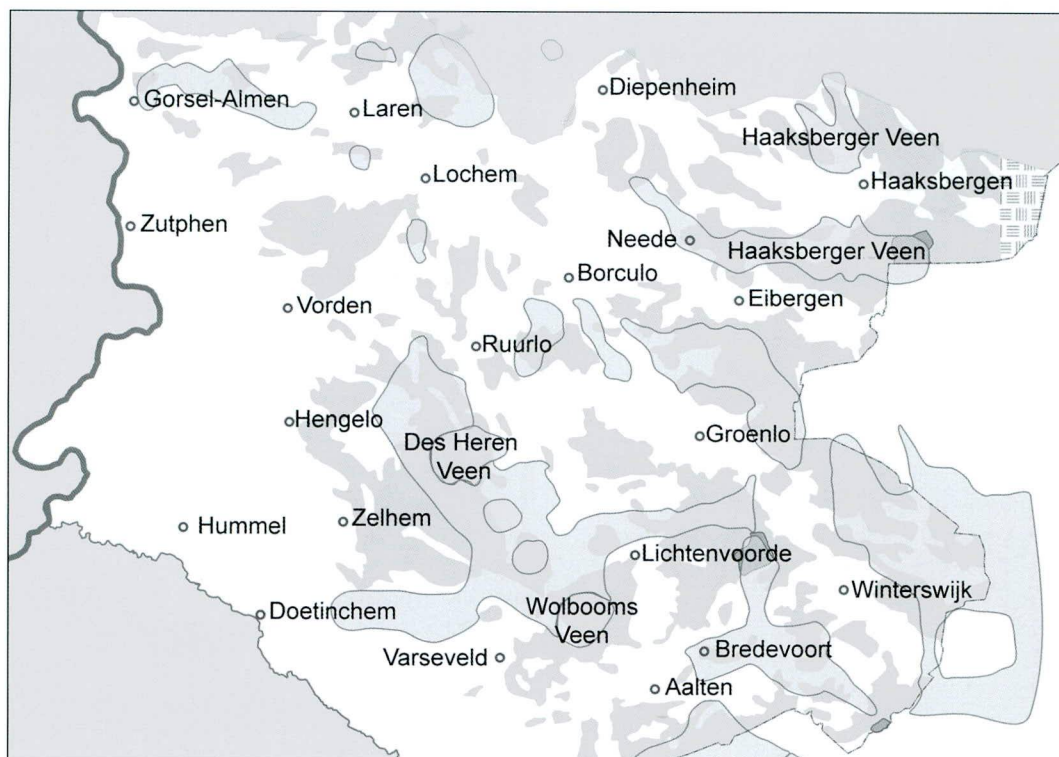 Diepenheim
Gorsel-Almen
Laren
Haaksberger Veen
Lochem
Haaksbergen
Zutphen
Neede
Haaksberger Veen
Borculo
Eibergen
Vorden
Ruurlo
Hengelo
Des Heren
Veen
Groenlo
Hummel
Zelhem
Lichtenvoorde
Winterswijk
Doetinchem
Wolbooms
Veen
Varseveld
Bredevoort
Aalten